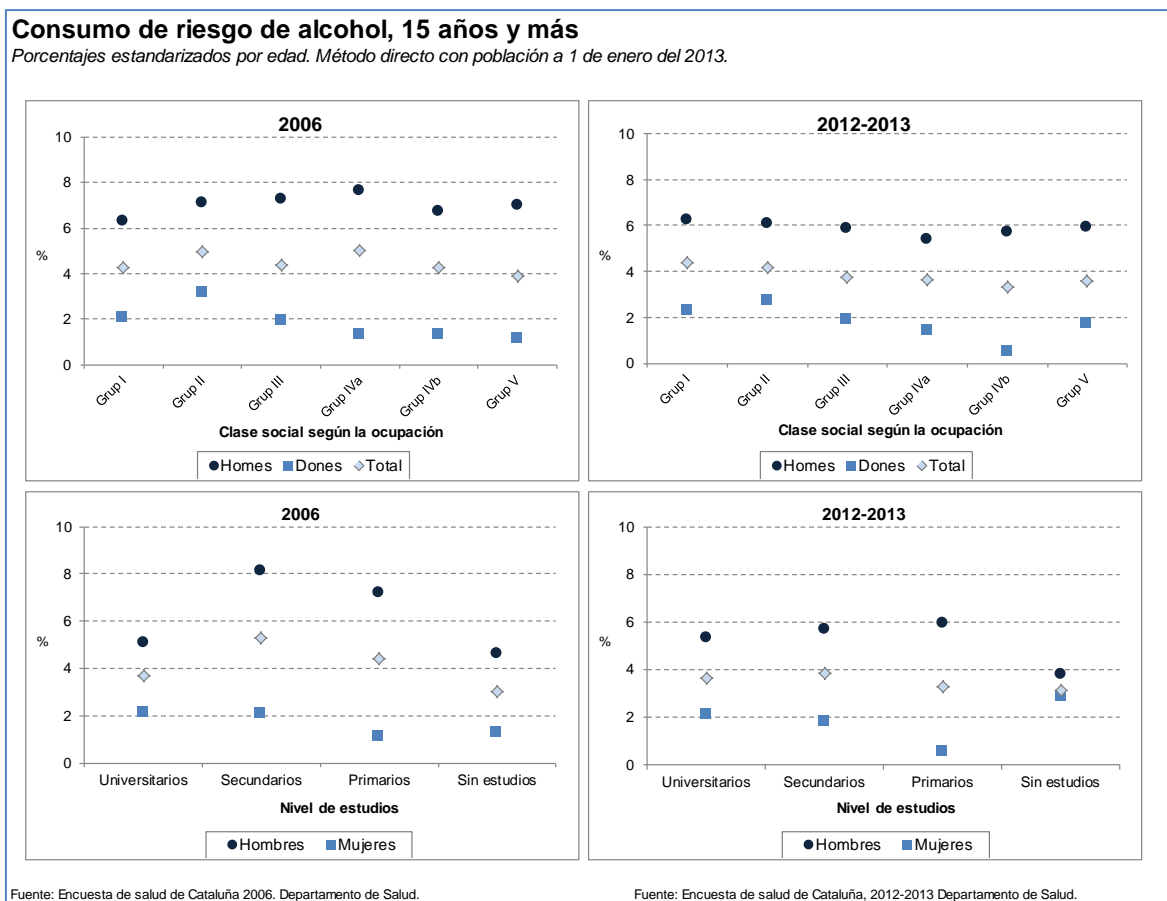 Consumo de riesgo de alcohol, 15 años y más
Porcentajes estandarizados por edad. Método directo con población a 1 de enero del 2013.
2006
10
8
6
4
2
0
%
Grup I
Grup II
Grup III
Grup IVa
Grup IVb
Grup V
Clase social según la ocupación
Homes Dones Total
2012-2013
10
8
6
4
2
0
%
Grup I
Grup II
Grup III
Grup IVa
Grup IVb
Grup V
Clase social según la ocupación
Homes Dones Total
2006
10
8
6
4
2
0
%
Universitarios Secundarios Primarios Sin estudios
Nivel de estudios
Hombres Mujeres
2012-2013
10
8
6
4
2
0
%
Universitarios Secundarios Primarios Sin estudios
Nivel de estudios
Hombres Mujeres
Fuente: Encuesta de salud de Cataluña 2006. Departamento de Salud.
Fuente: Encuesta de salud de Cataluña, 2012-2013 Departamento de Salud.